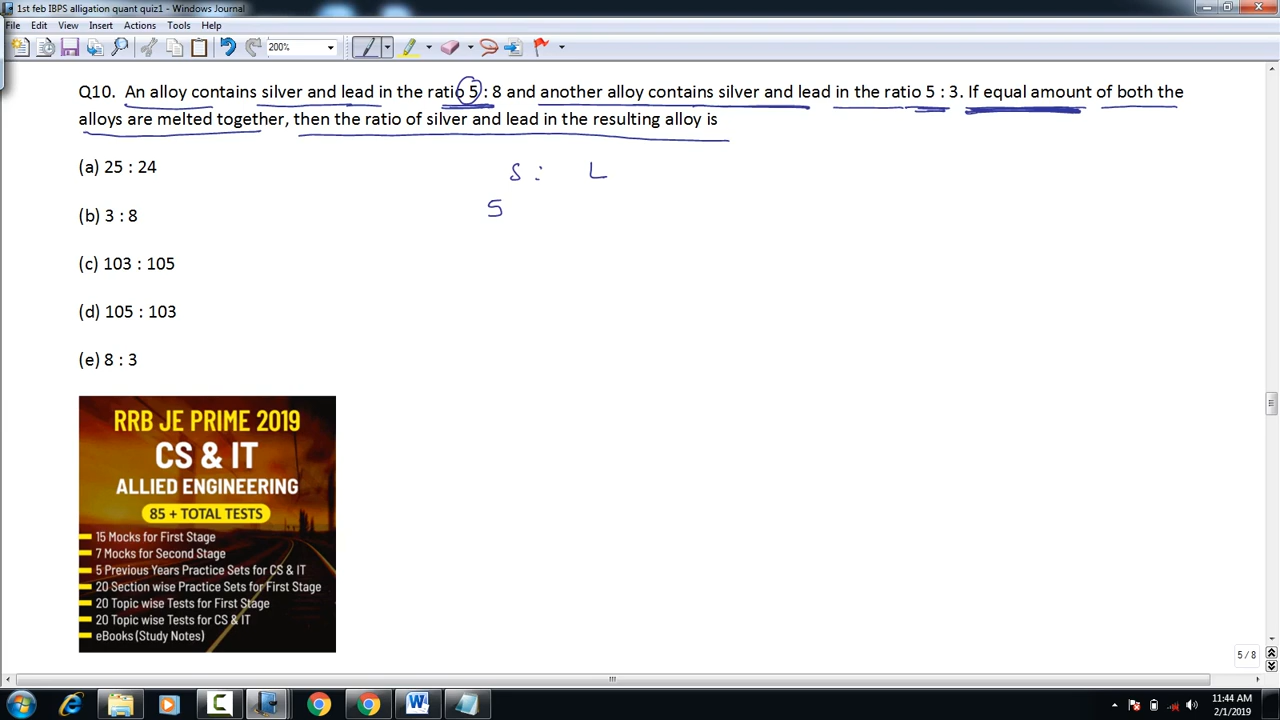 1st feb IBPS alligation quant quiz1 - Windows Journal
File Edit View Insert Actions Tools Help
200%
Q10. An alloy contains silver and lead in the ratio 5 : 8 and another alloy contains silver and lead in the ratio 5 : 3. If equal amount of both the
alloys are melted together, then the ratio of silver and lead in the resulting alloy is
(a) 25 : 24
S : L
5
(b) 3 : 8
(c) 103 : 105
(d) 105 : 103
(e) 8 : 3
RRB JE PRIME 2019
CS & IT
ALLIED ENGINEERING
85 + TOTAL TESTS
15 Mocks for First Stage
7 Mocks for Second Stage
5 Previous Years Practice Sets for CS & IT
20 Section wise Practice Sets for First Stage
20 Topic wise Tests for First Stage
20 Topic wise Tests for CS & IT
eBooks (Study Notes)
5 / 8
11:44 AM
2/1/2019